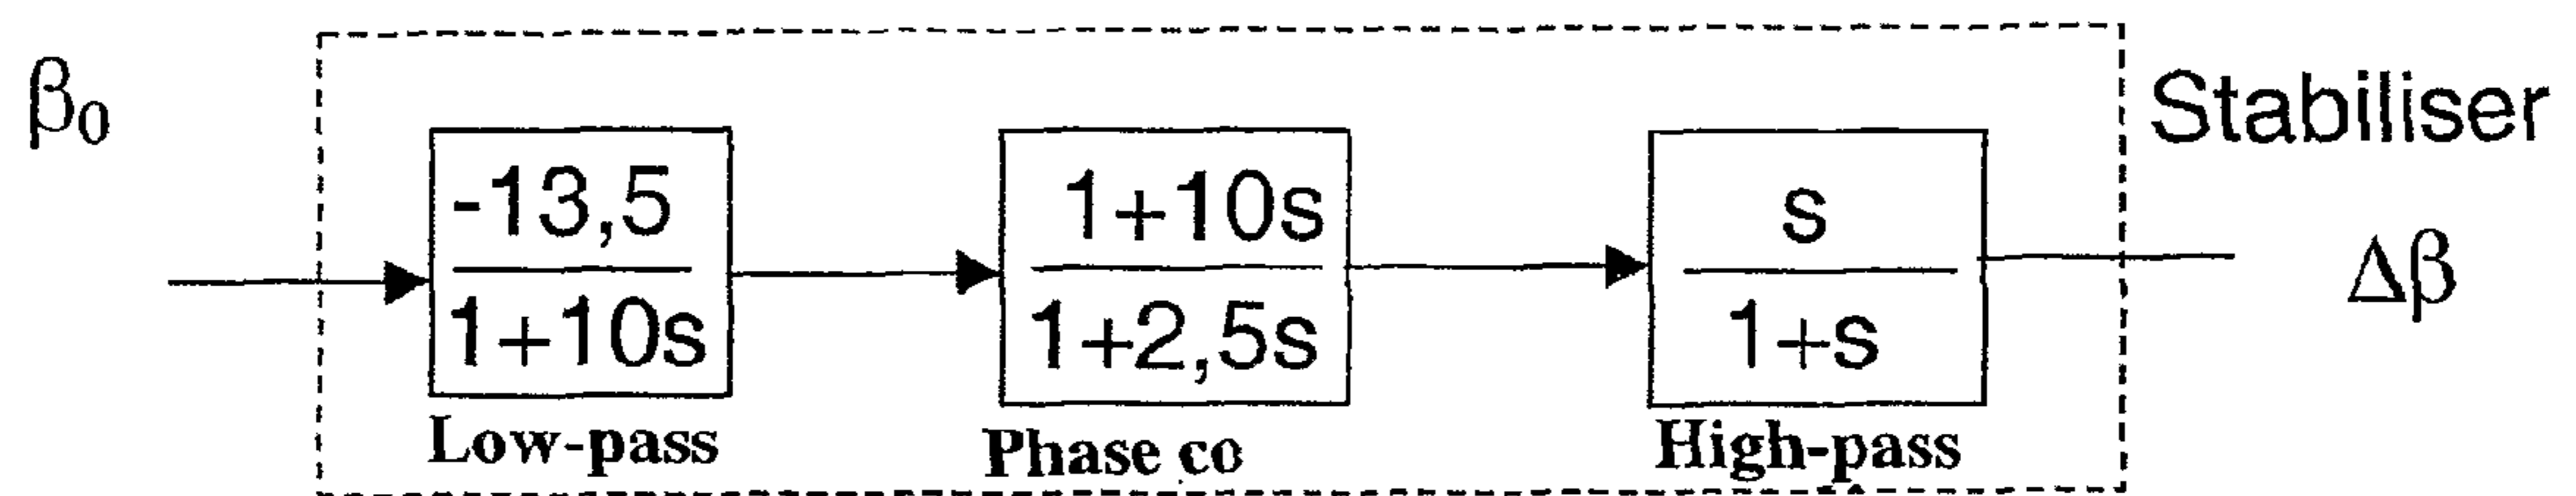 β₀
Stabiliser
-13,5
1+10s
1+10s
1+2,5s
s
1+s
Δβ
Low-pass
Phase co
High-pass